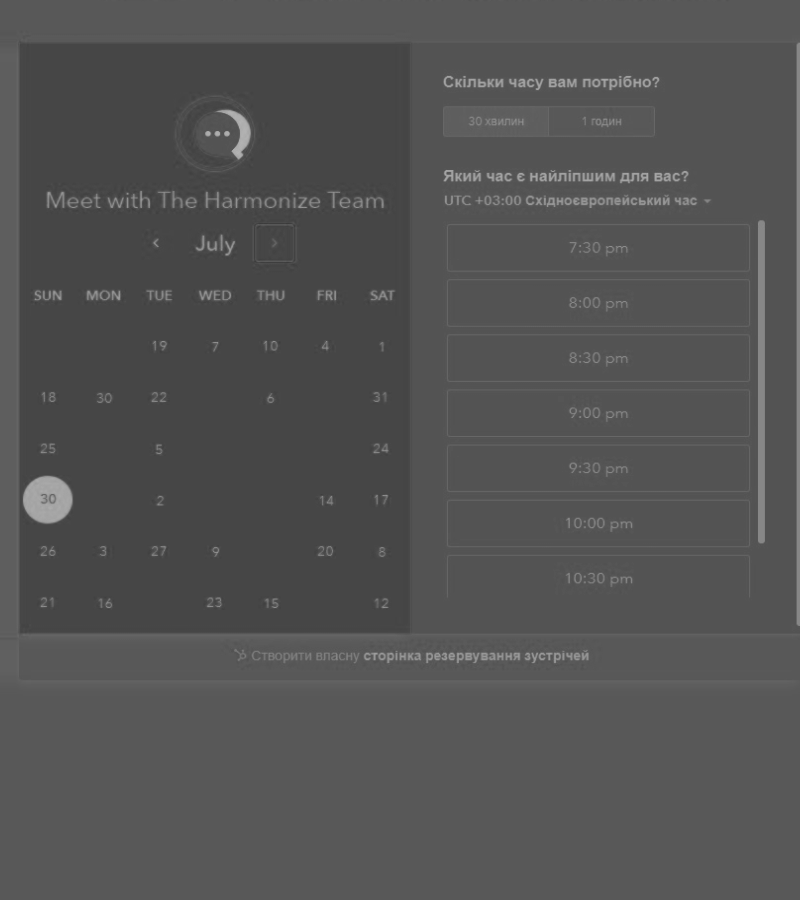 Meet with The Harmonize Team
July
SUN MON TUE WED THU FRI SAT
19 7 10 4 1
18 30 22 6 31
25 5 24
30 2 14 17
26 3 27 9 20 8
21 16 23 15 12
Скільки часу вам потрібно?
30 хвилин 1 годин
Який час є найліпшим для вас?
UTC +03:00 Східноєвропейський час
7:30 pm
8:00 pm
8:30 pm
9:00 pm
9:30 pm
10:00 pm
10:30 pm
Створити власну сторінка резервування зустрічей